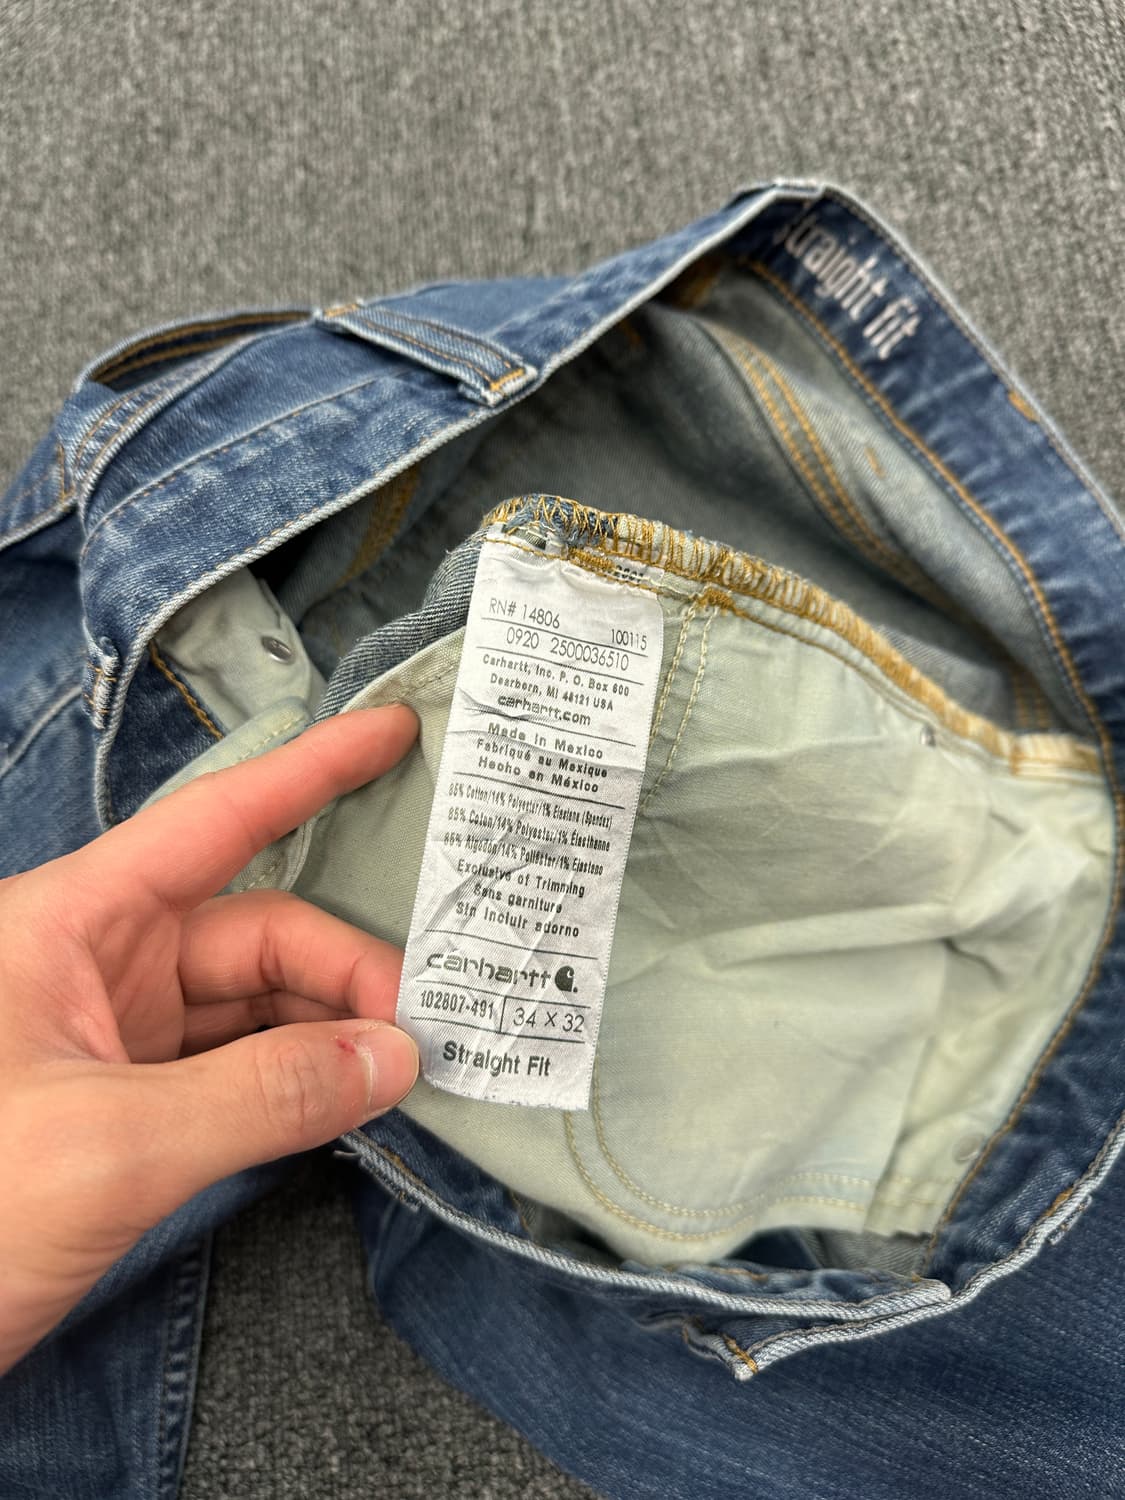 straight fit
RN# 14806 100115
0920 2500036510
Carhartt, Inc. P. O. Box 600
Dearborn, MI 48121 USA
carhartt.com
Made in Mexico
Fabriqué au Mexique
Hecho en México
85% Cotton/14% Polyester/1% Elastane (Spandex)
85% Coton/14% Polyester/1% Élasthanne
85% Algodón/14% Poliéster/1% Elastano
Exclusive of Trimming
Sans garniture
Sin incluir adorno
carhartt
102807-491 34 x 32
Straight Fit